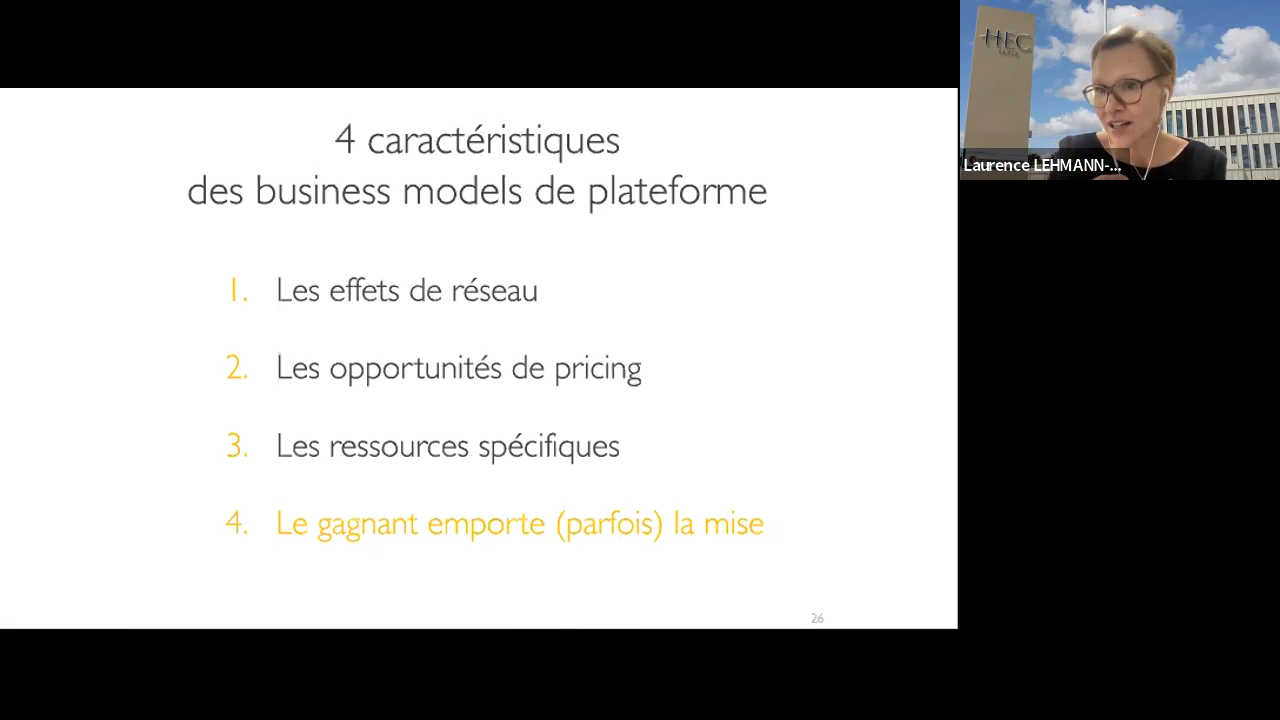 4 caractéristiques
des business models de plateforme
1. Les effets de réseau
2. Les opportunités de pricing
3. Les ressources spécifiques
4. Le gagnant emporte (parfois) la mise
26
HEC
PARIS
Laurence LEHMANN-...